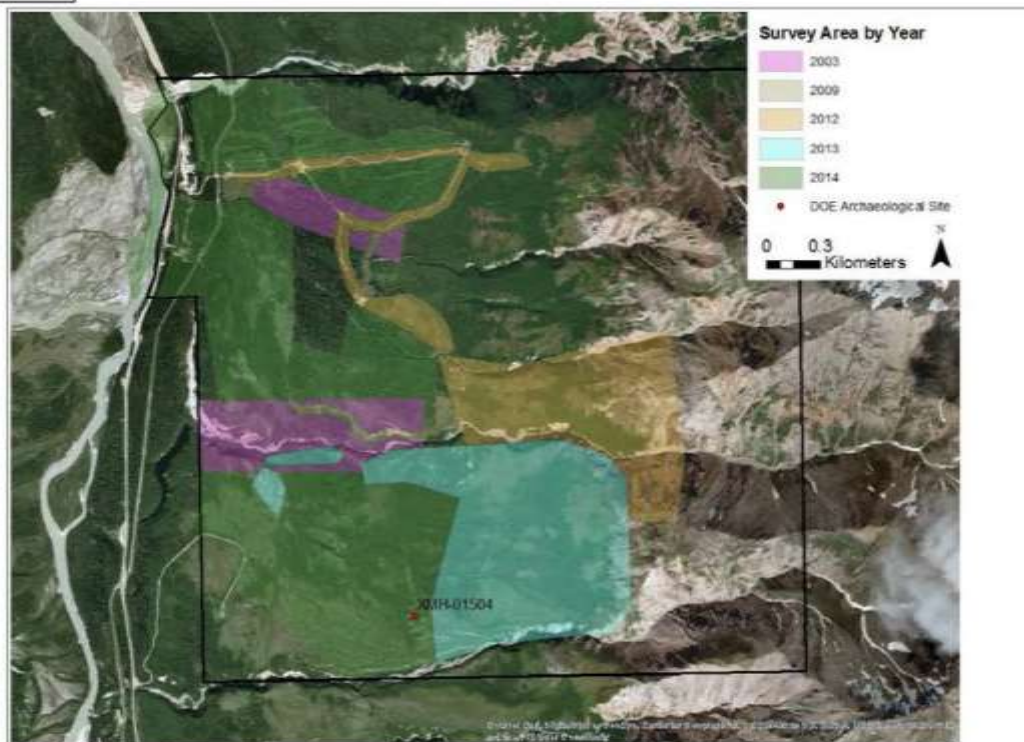 Survey Area by Year
2003
2009
2012
2013
2014
DOE Archaeological Site
N
0 0.3
Kilometers
XMH-01504